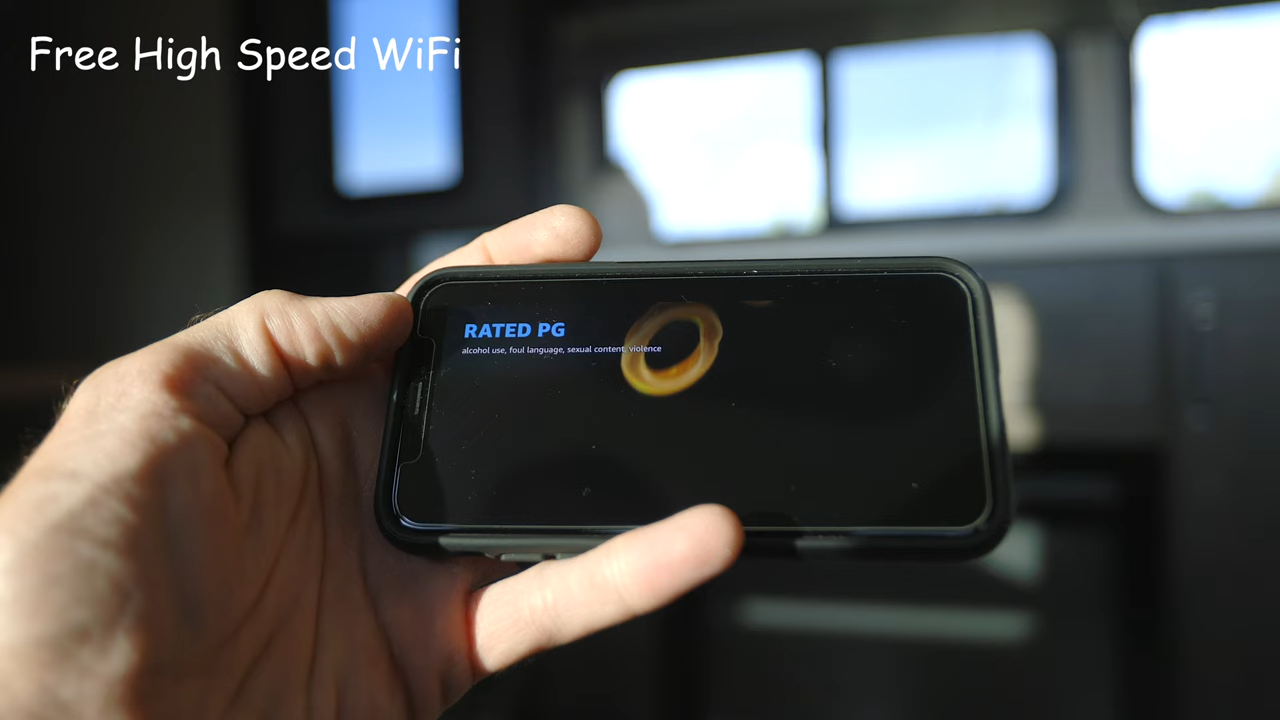 Free High Speed WiFi
RATED PG
alcohol use, foul language, sexual content, violence